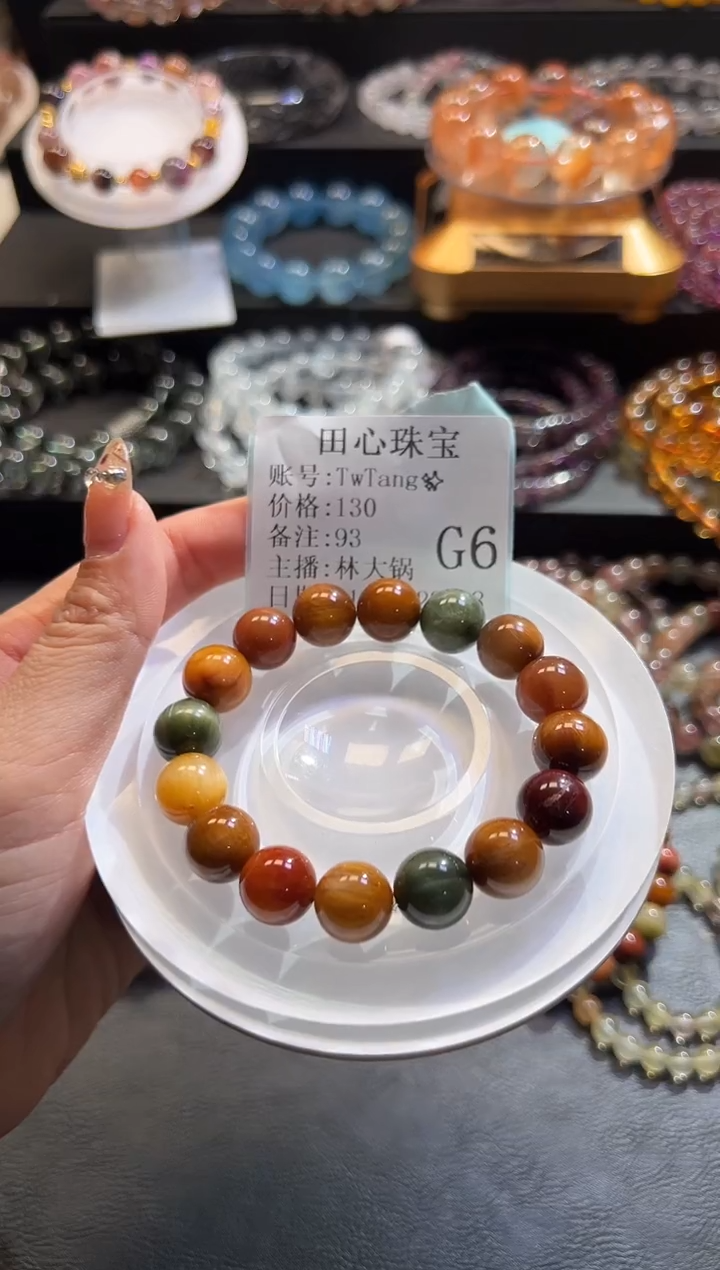 田心珠宝
账号:TwTang
价格:130
备注:93
G6
主播:林大锅